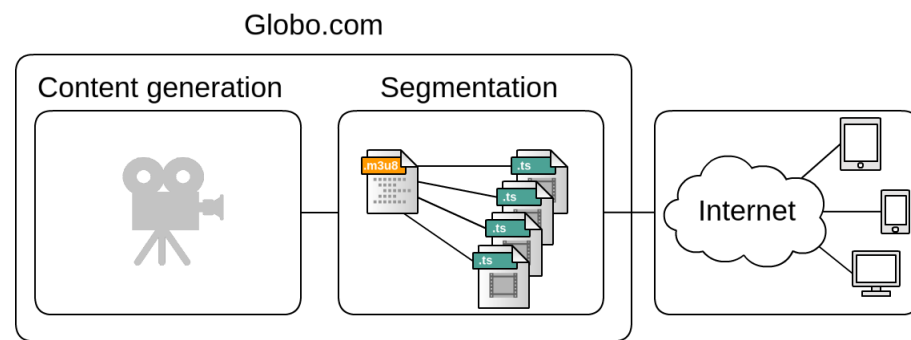 Globo.com
Content generation
Segmentation
.m3u8
.ts
.ts
.ts
.ts
Internet